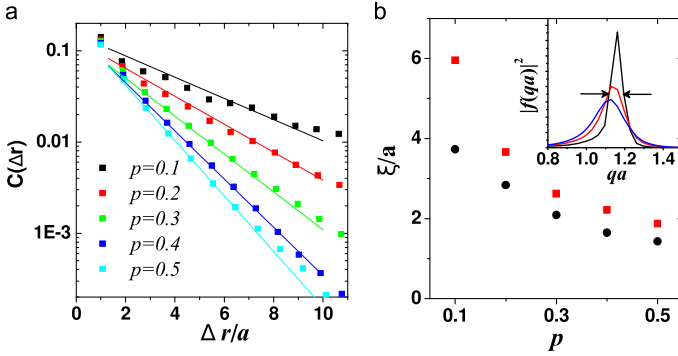 a
C(Δr)
0.1
0.01
1E-3
p=0.1
p=0.2
p=0.3
p=0.4
p=0.5
0 2 4 6 8 10
Δ r/a
b
ξ/a
6
4
2
0
0.1 0.3 0.5
p
|f(qa)|²
0.8 1.0 1.2 1.4
qa